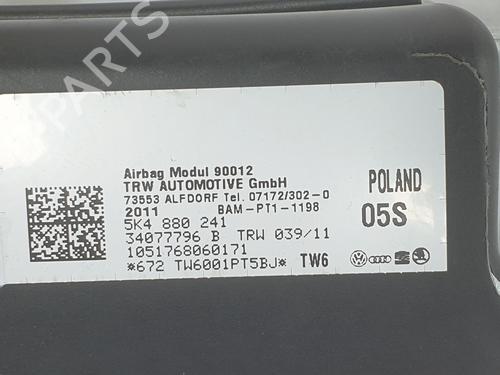 Airbag Modul 90012
TRW AUTOMOTIVE GmbH
73553 ALFDORF Tel. 07172/302-0
2011 BAM-PT1-1198
5K4 880 241
34077796 B TRW 039/11
1051768060171
*672 TW6001PT5BJ* TW6
POLAND
05S
B-PARTS